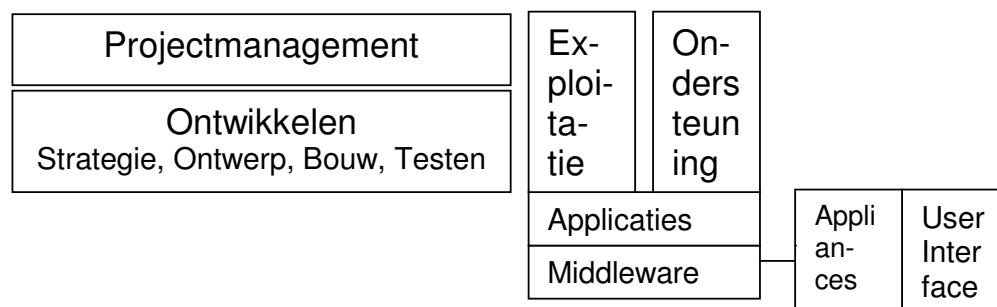 Projectmanagement
Ontwikkelen
Strategie, Ontwerp, Bouw, Testen
Ex-
ploi-
ta-
tie
On-
ders
teun
ing
Applicaties
Middleware
Appli
an-
ces
User
Inter
face